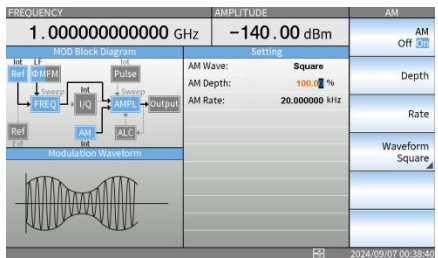 FREQUENCY
AMPLITUDE
AM
1.000000000000 GHz
-140.00 dBm
AM
Off On
MOD Block Diagram
Setting
Int LF Int
Ref ΦM FM Pulse
Sweep Int Sweep
FREQ I/Q AMPL Output
Ref AM ALC
Ext Int
AM Wave: Square
AM Depth: 100.00 %
AM Rate: 20.000000 kHz
Depth
Rate
Waveform
Square
Modulation Waveform
2024/09/07 00:38:40